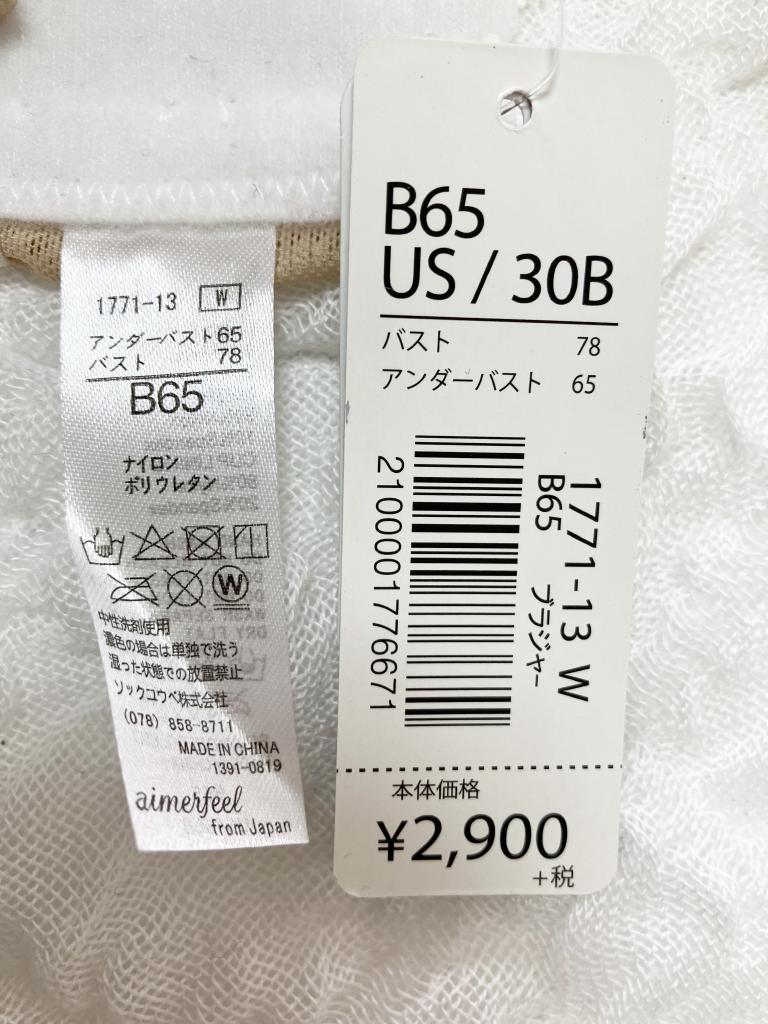 1771-13 W
アンダーバスト65
バスト 78
B65
ナイロン
ポリウレタン
W
中性洗剤使用
濃色の場合は単独で洗う
湿った状態での放置禁止
ソックコウベ株式会社
(078) 858-8711
MADE IN CHINA
1391-0819
aimerfeel
from Japan
B65
US / 30B
バスト 78
アンダーバスト 65
2100001776671
1771-13 W
B65 ブラジャー
本体価格
¥2,900
+税